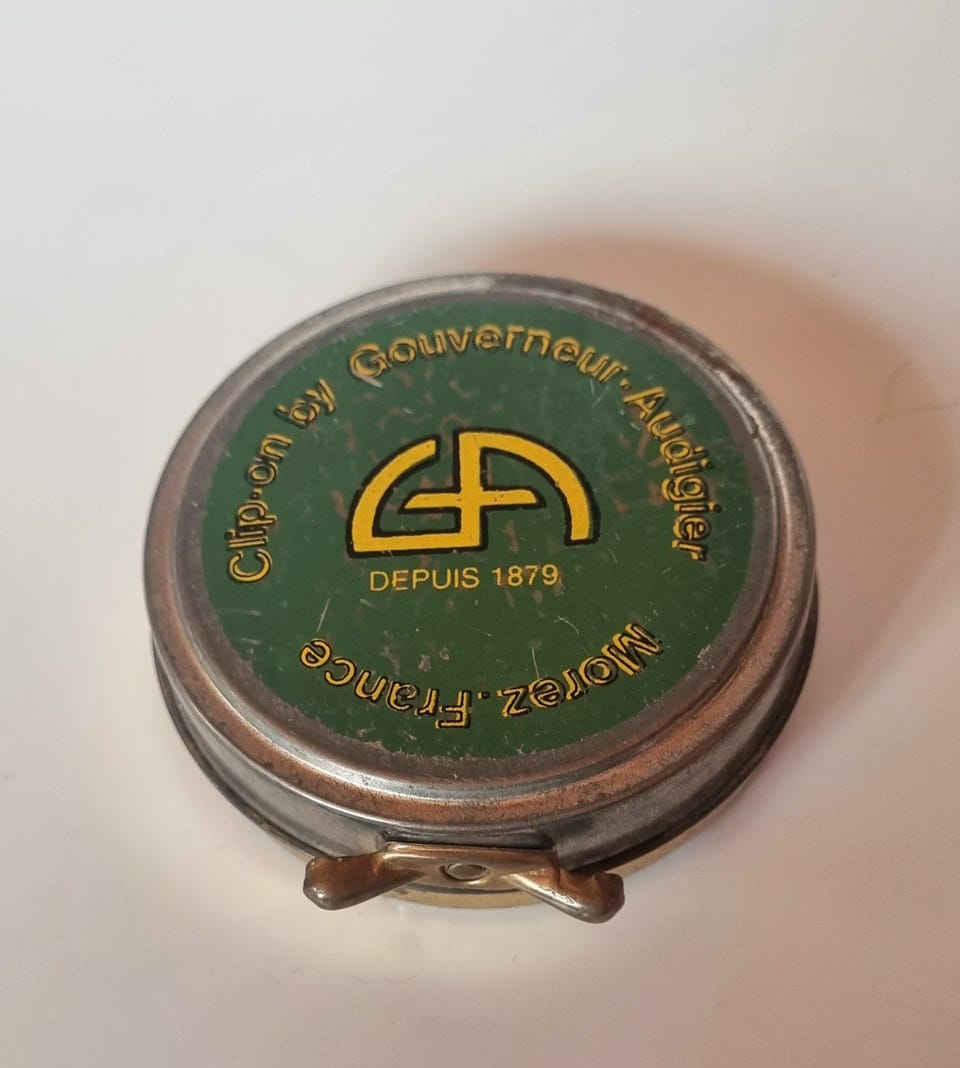 Clip-on by Gouverneur-Audigier
GA
DEPUIS 1879
Morez.France